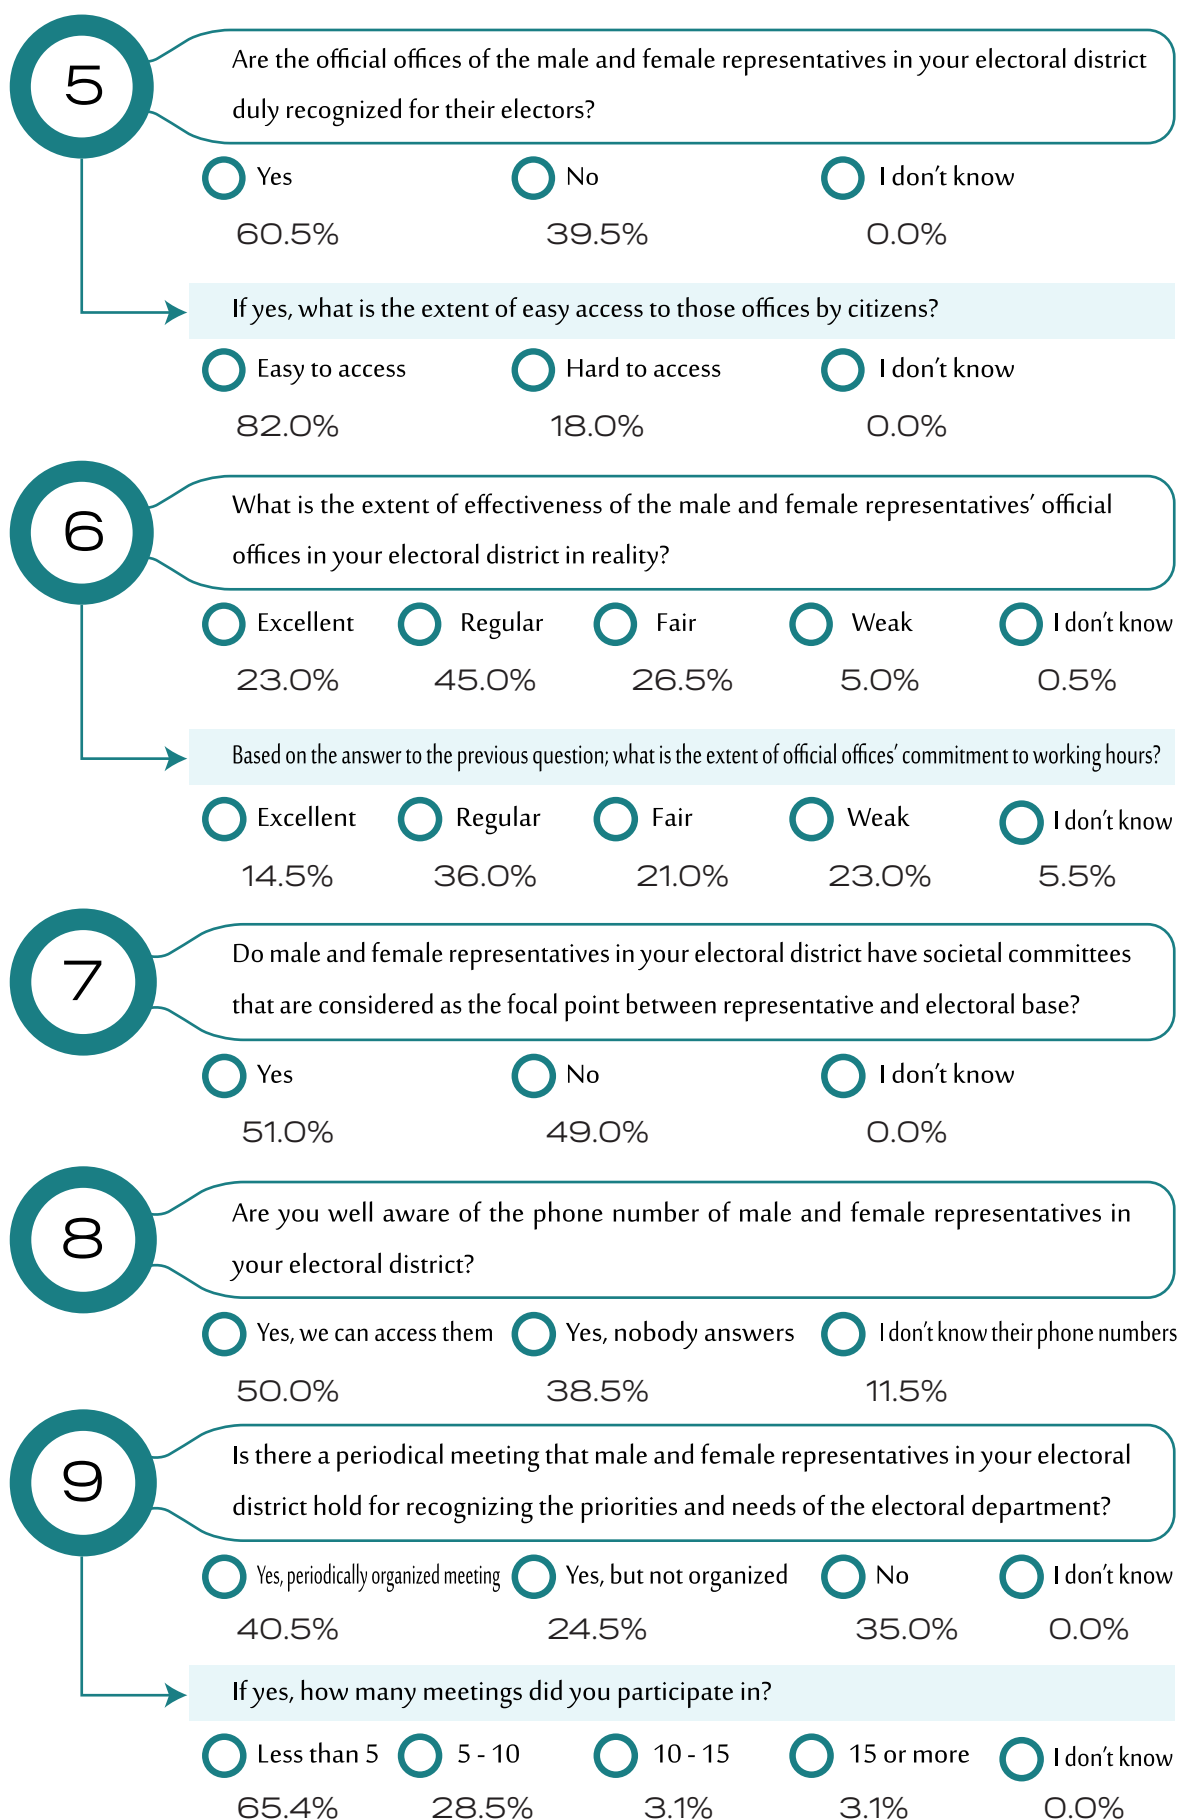 5
Are the official offices of the male and female representatives in your electoral district
duly recognized for their electors?
Yes No I don't know
60.5% 39.5% 0.0%
If yes, what is the extent of easy access to those offices by citizens?
Easy to access Hard to access I don't know
82.0% 18.0% 0.0%
6
What is the extent of effectiveness of the male and female representatives' official
offices in your electoral district in reality?
Excellent Regular Fair Weak I don't know
23.0% 45.0% 26.5% 5.0% 0.5%
Based on the answer to the previous question; what is the extent of official offices' commitment to working hours?
Excellent Regular Fair Weak I don't know
14.5% 36.0% 21.0% 23.0% 5.5%
7
Do male and female representatives in your electoral district have societal committees
that are considered as the focal point between representative and electoral base?
Yes No I don't know
51.0% 49.0% 0.0%
8
Are you well aware of the phone number of male and female representatives in
your electoral district?
Yes, we can access them Yes, nobody answers I don't know their phone numbers
50.0% 38.5% 11.5%
9
Is there a periodical meeting that male and female representatives in your electoral
district hold for recognizing the priorities and needs of the electoral department?
Yes, periodically organized meeting Yes, but not organized No I don't know
40.5% 24.5% 35.0% 0.0%
If yes, how many meetings did you participate in?
Less than 5 5 - 10 10 - 15 15 or more I don't know
65.4% 28.5% 3.1% 3.1% 0.0%